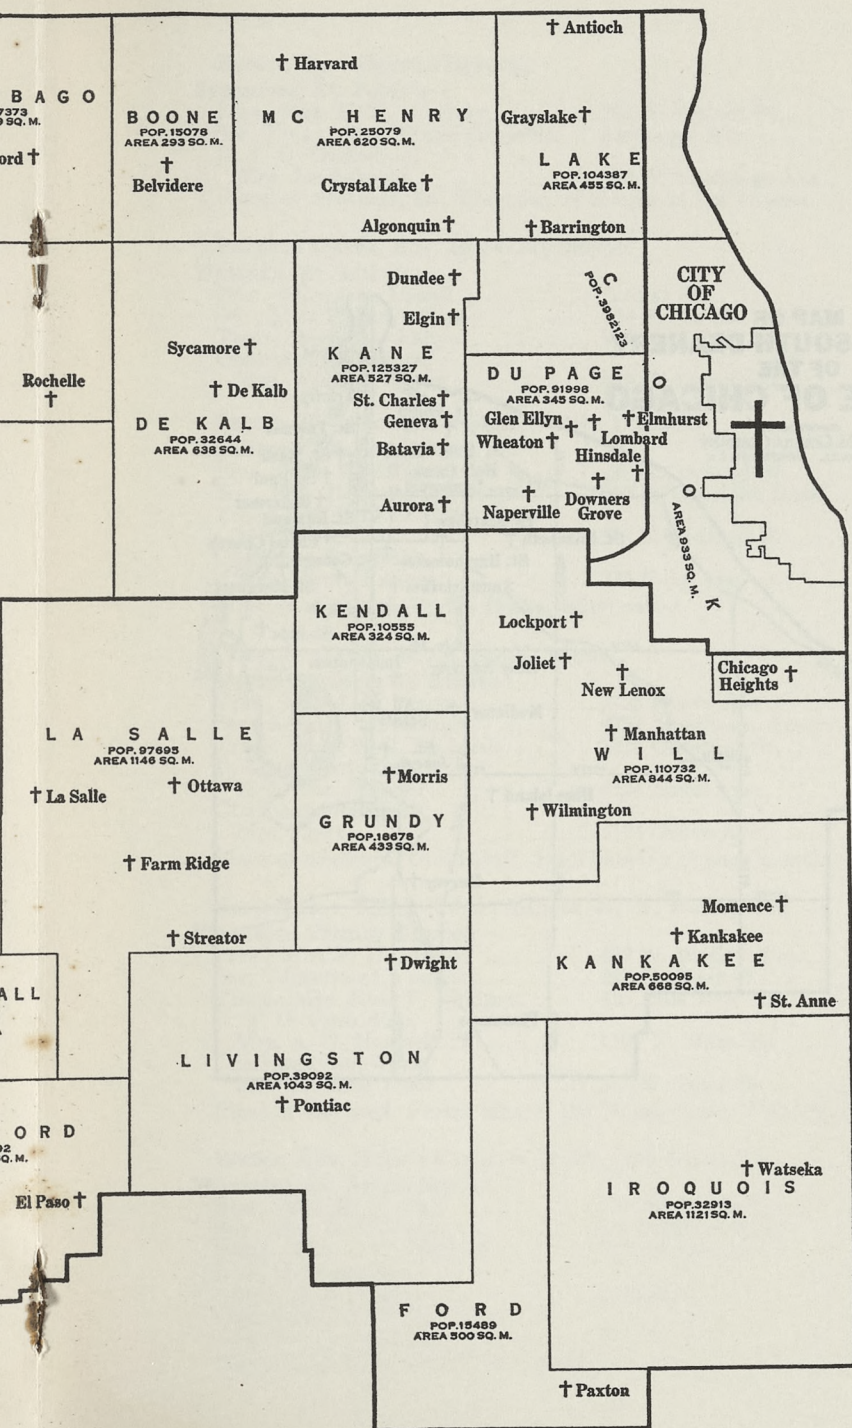 BAGO
7373
SQ. M.
ord †
BOONE
POP. 15078
AREA 293 SQ. M.
†
Belvidere
† Harvard
MC HENRY
POP. 25079
AREA 620 SQ. M.
Crystal Lake †
Algonquin †
† Antioch
Grayslake †
LAKE
POP. 104387
AREA 455 SQ. M.
† Barrington
Rochelle
†
Sycamore †
† De Kalb
DE KALB
POP. 32644
AREA 638 SQ. M.
Dundee †
Elgin †
KANE
POP. 125327
AREA 527 SQ. M.
St. Charles †
Geneva †
Batavia †
Aurora †
COOK
POP. 3982123
AREA 933 SQ. M.
CITY
OF
CHICAGO
†
DU PAGE
POP. 91998
AREA 345 SQ. M.
Glen Ellyn † † † Elmhurst
Wheaton † Lombard
Hinsdale †
† †
Naperville Downers
Grove
KENDALL
POP. 10555
AREA 324 SQ. M.
Lockport †
Joliet † †
New Lenox
Chicago †
Heights
† Manhattan
WILL
POP. 110732
AREA 844 SQ. M.
† Wilmington
LA SALLE
POP. 97695
AREA 1146 SQ. M.
† La Salle † Ottawa
† Farm Ridge
† Streator
† Morris
GRUNDY
POP. 18678
AREA 433 SQ. M.
Momence †
† Kankakee
KANKAKEE
POP. 50095
AREA 668 SQ. M.
† St. Anne
ALL
† Dwight
LIVINGSTON
POP. 39092
AREA 1043 SQ. M.
† Pontiac
ORD
92
Q. M.
El Paso †
† Watseka
IROQUOIS
POP. 32913
AREA 1121 SQ. M.
FORD
POP. 15489
AREA 500 SQ. M.
† Paxton